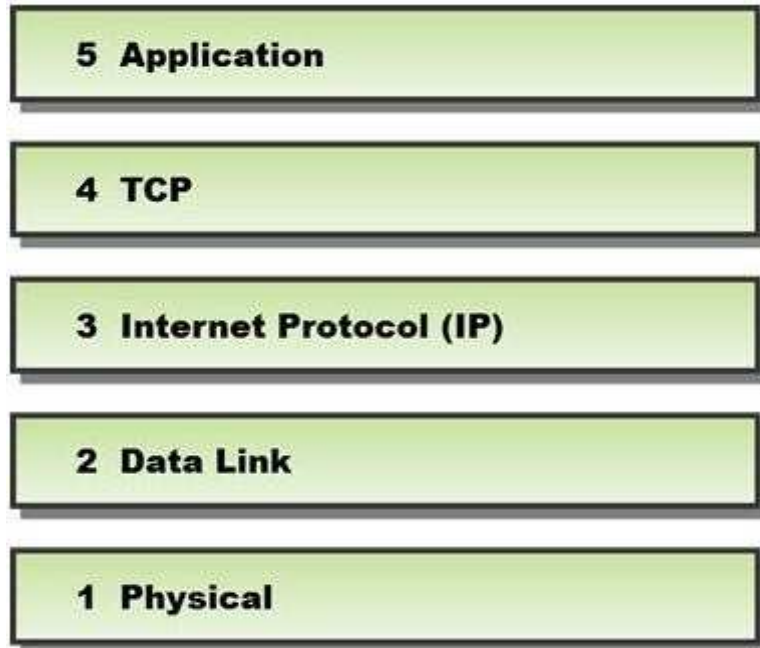 5 Application
4 TCP
3 Internet Protocol (IP)
2 Data Link
1 Physical